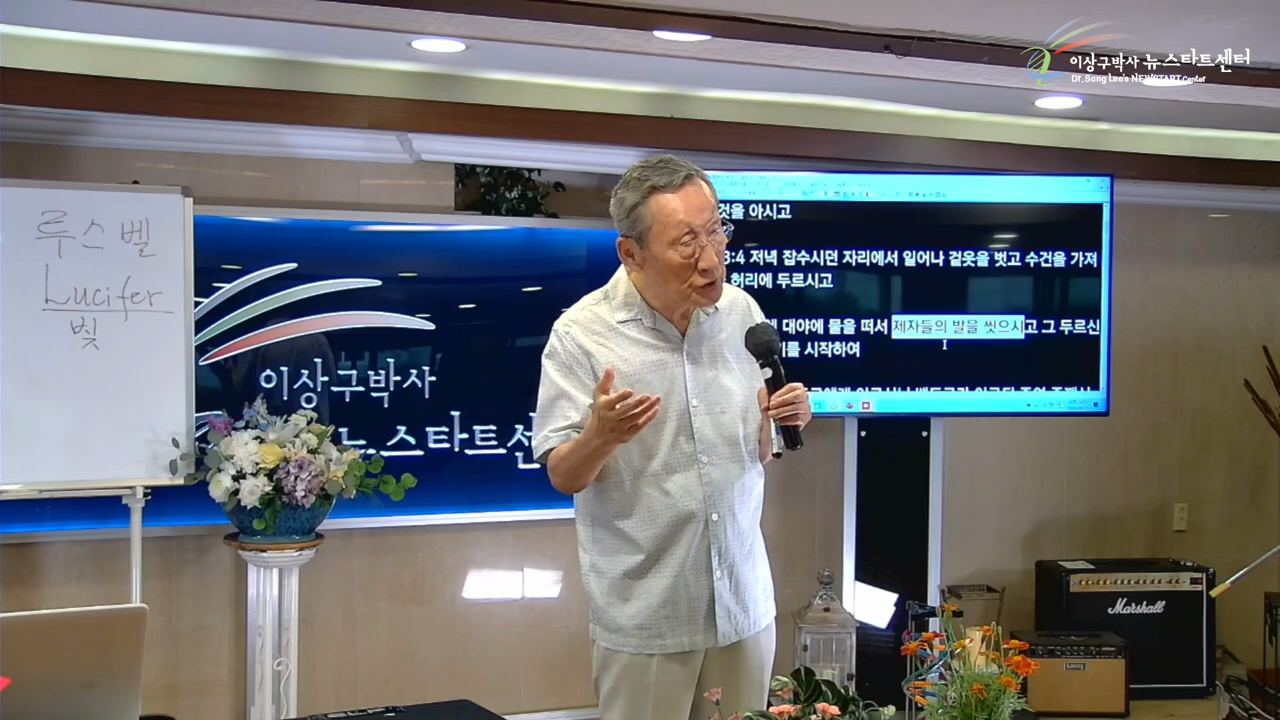 이상구박사 뉴스타트센터
Dr. Sang Lee's NEWSTART Center
루스벨
Lucifer
빛
이상구박사
뉴스타트센
것을 아시고
3:4 저녁 잡수시던 자리에서 일어나 겉옷을 벗고 수건을 가져
허리에 두르시고
대야에 물을 떠서 제자들의 발을 씻으시고 그 두르신
를 시작하여
Marshall
Laney